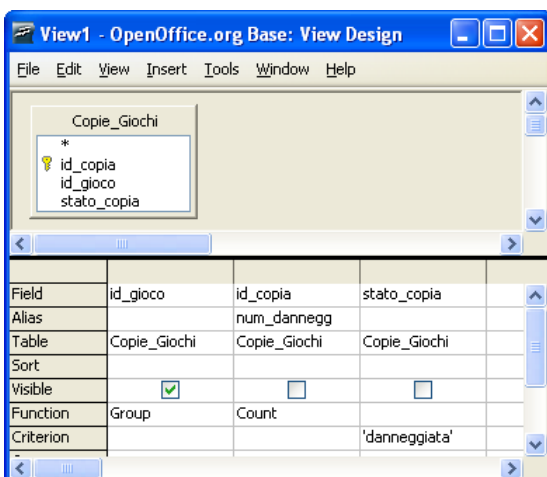 View1 - OpenOffice.org Base: View Design
File Edit View Insert Tools Window Help
Copie_Giochi
*
id_copia
id_gioco
stato_copia
Field id_gioco id_copia stato_copia
Alias num_dannegg
Table Copie_Giochi Copie_Giochi Copie_Giochi
Sort
Visible
Function Group Count
Criterion 'danneggiata'